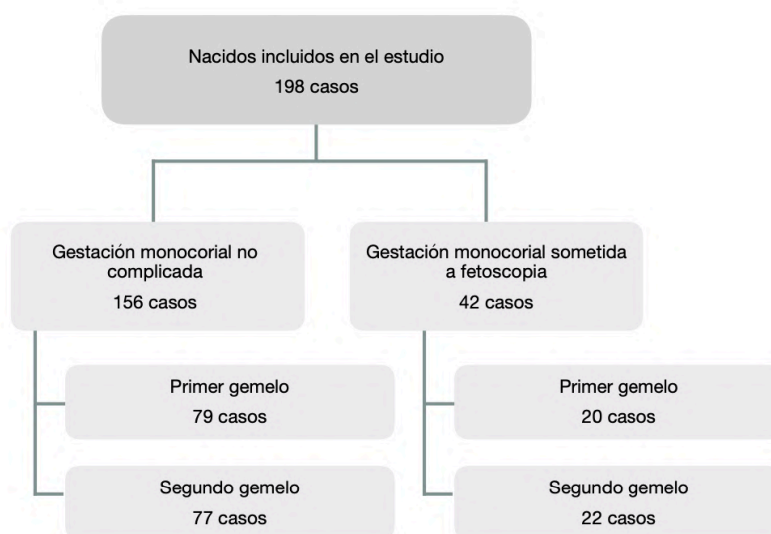 Nacidos incluidos en el estudio
198 casos
Gestación monocorial no
complicada
156 casos
Gestación monocorial sometida
a fetoscopia
42 casos
Primer gemelo
79 casos
Primer gemelo
20 casos
Segundo gemelo
77 casos
Segundo gemelo
22 casos